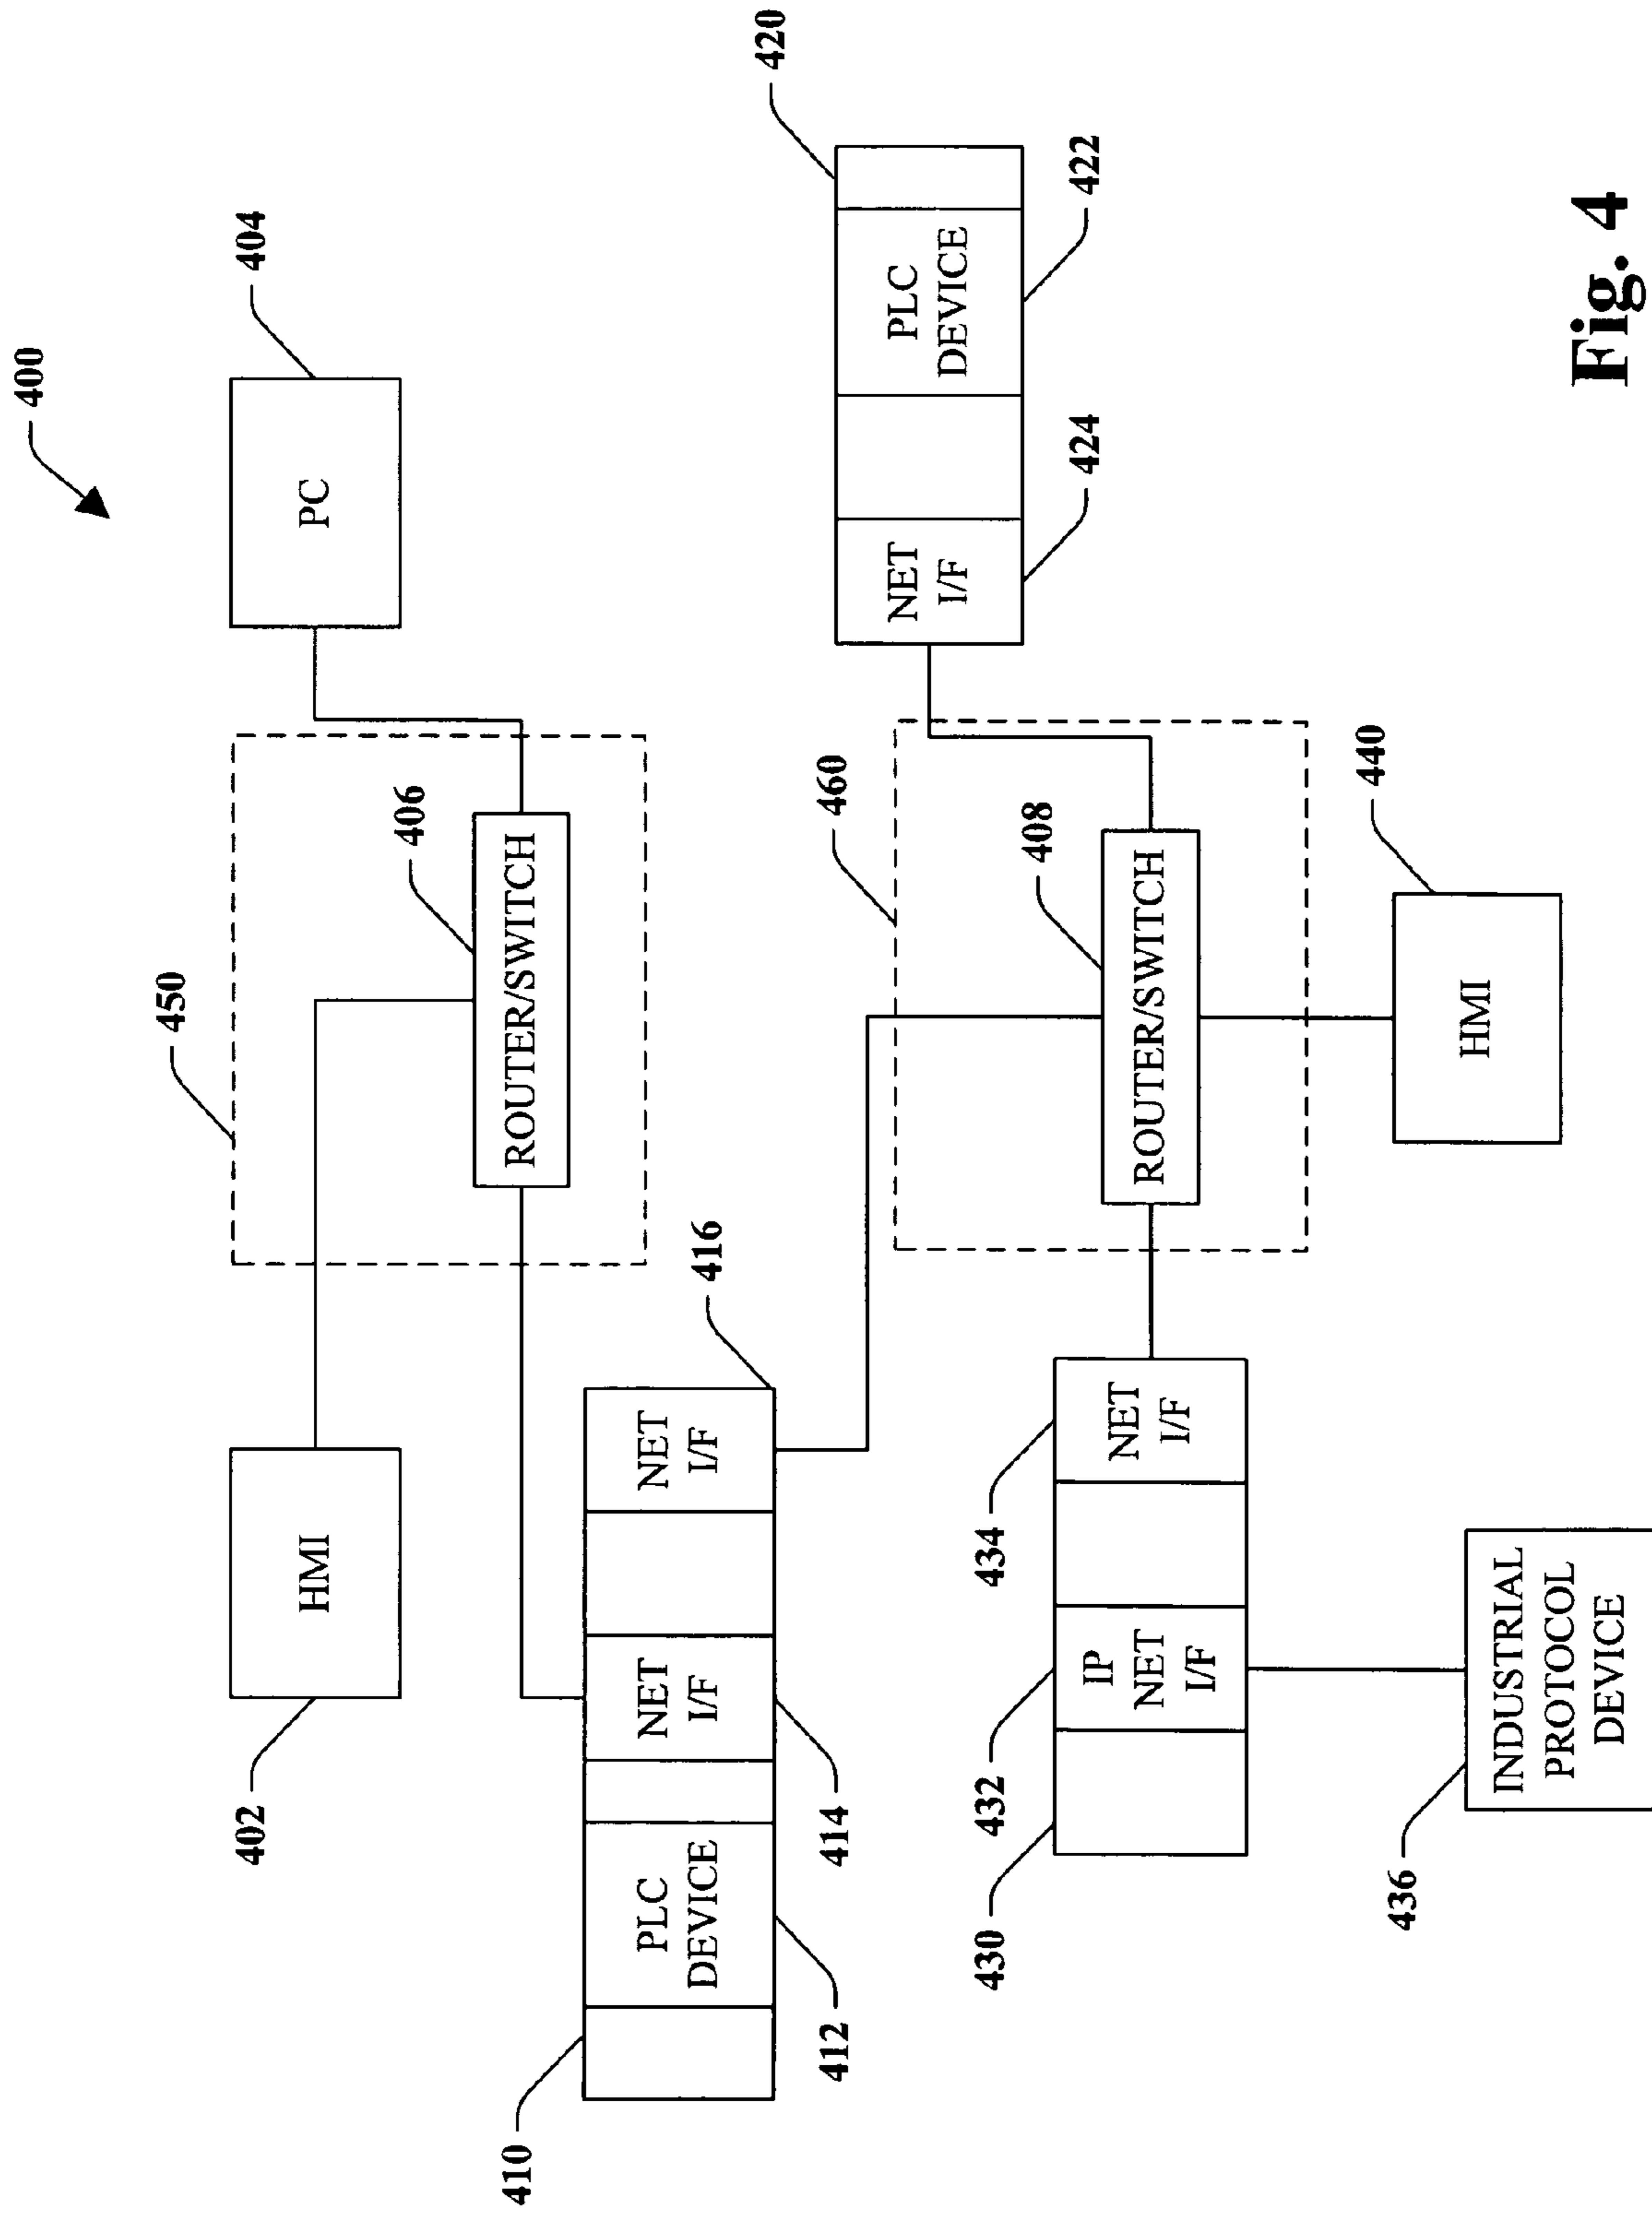 400
450
404
402
HMI
PC
406
ROUTER/SWITCH
410
416
PLC
DEVICE
NET
I/F
NET
I/F
412
414
460
420
NET
I/F
PLC
DEVICE
424
422
408
ROUTER/SWITCH
430
432
434
IP
NET
I/F
NET
I/F
440
HMI
436
INDUSTRIAL
PROTOCOL
DEVICE
Fig. 4